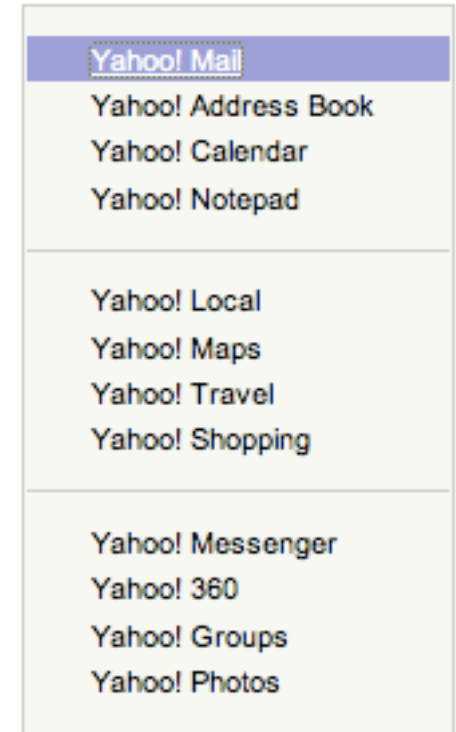 Yahoo! Mail
Yahoo! Address Book
Yahoo! Calendar
Yahoo! Notepad
Yahoo! Local
Yahoo! Maps
Yahoo! Travel
Yahoo! Shopping
Yahoo! Messenger
Yahoo! 360
Yahoo! Groups
Yahoo! Photos